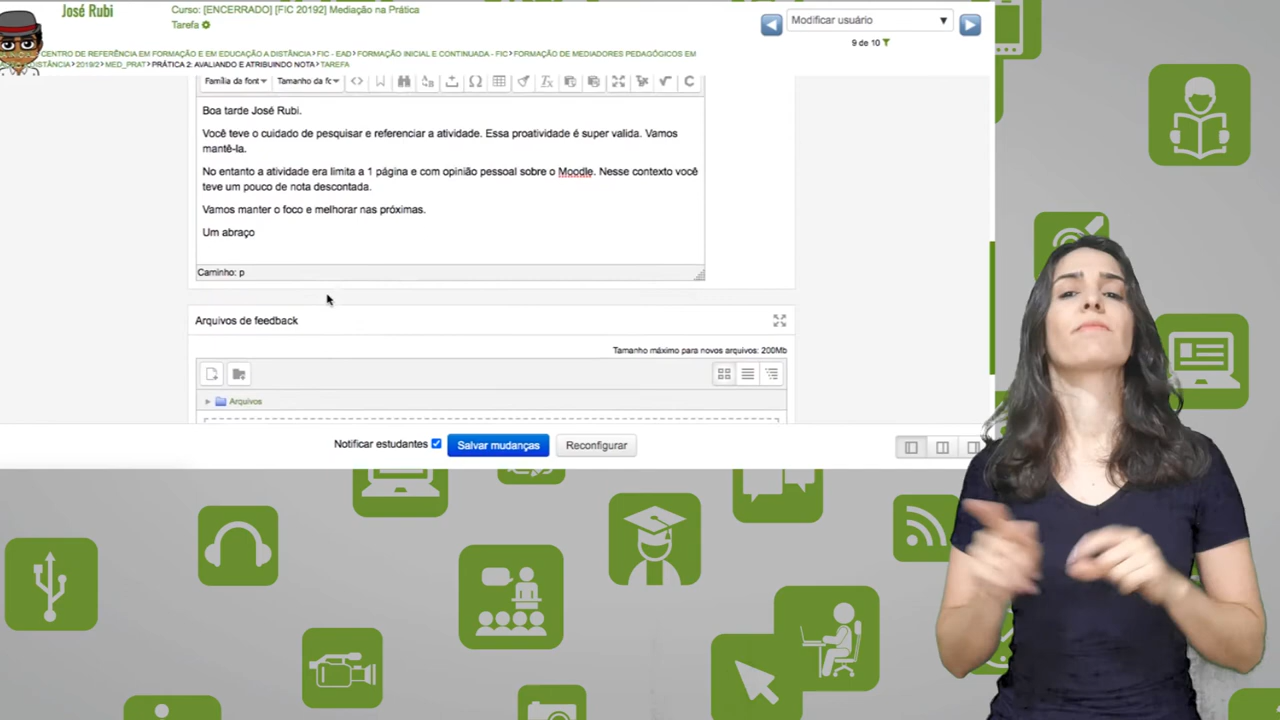 José Rubi
Curso: [ENCERRADO] [FIC 20192] Mediação na Prática
Tarefa
Modificar usuário
9 de 10
CENTRO DE REFERÊNCIA EM FORMAÇÃO E EM EDUCAÇÃO A DISTÂNCIA > FIC - EAD > FORMAÇÃO INICIAL E CONTINUADA - FIC > FORMAÇÃO DE MEDIADORES PEDAGÓGICOS EM
DISTÂNCIA > 2019/2 > MED_PRAT > PRÁTICA 2: AVALIANDO E ATRIBUINDO NOTA > TAREFA
Família da font Tamanho da fc
Boa tarde José Rubi.
Você teve o cuidado de pesquisar e referenciar a atividade. Essa proatividade é super valida. Vamos
mantê-la.
No entanto a atividade era limita a 1 página e com opinião pessoal sobre o Moodle. Nesse contexto você
teve um pouco de nota descontada.
Vamos manter o foco e melhorar nas próximas.
Um abraço
Caminho: p
Arquivos de feedback
Tamanho máximo para novos arquivos: 200Mb
Arquivos
Notificar estudantes Salvar mudanças Reconfigurar